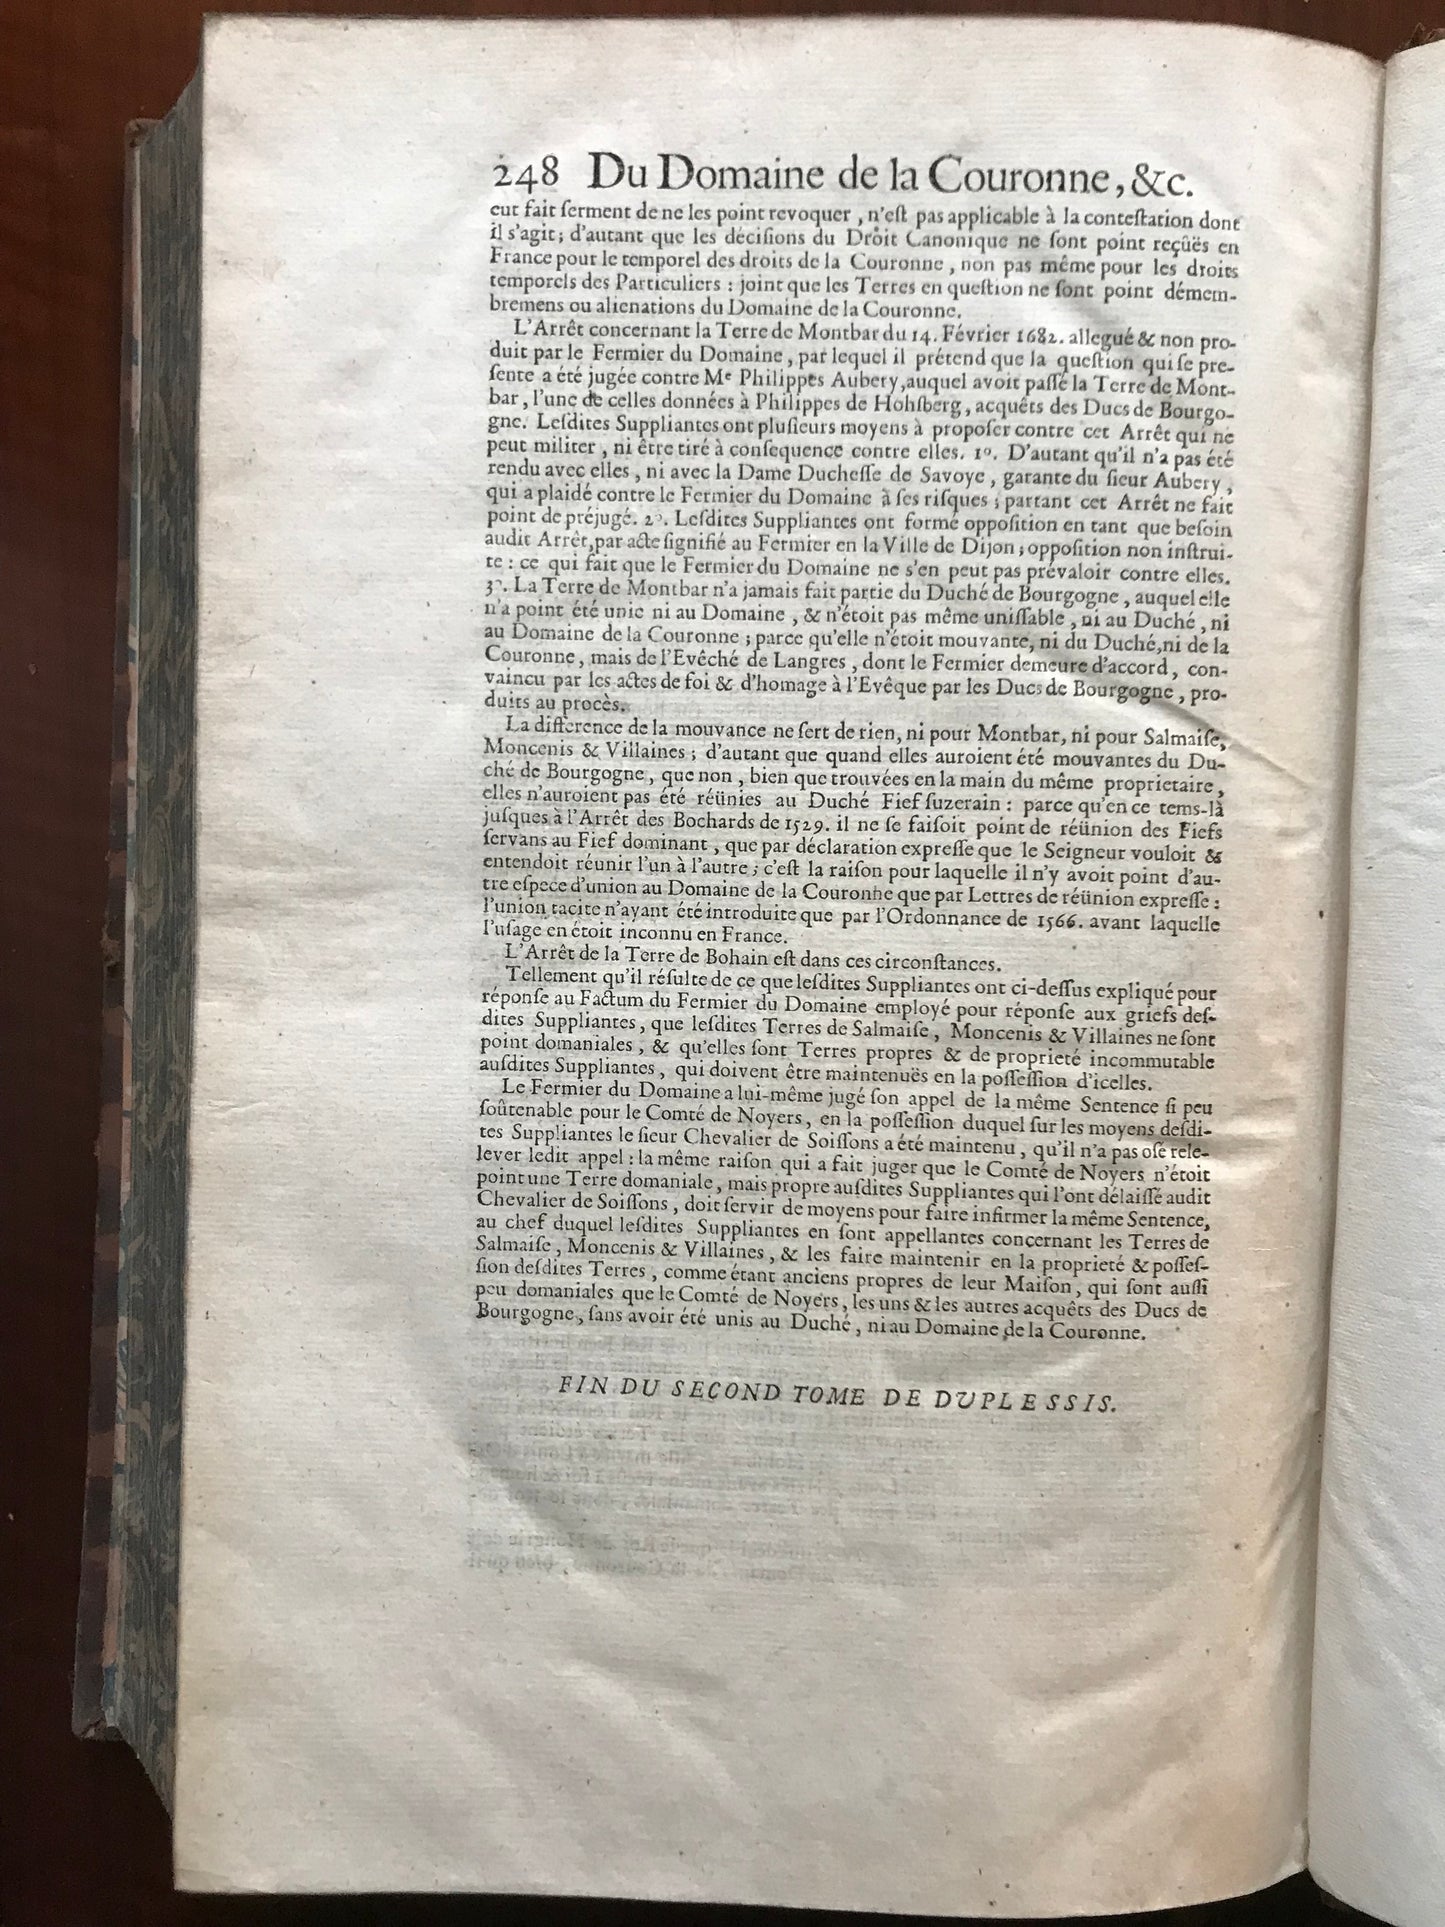 248 Du Domaine de la Couronne, &c.
eut fait ſerment de ne les point revoquer, n'eſt pas applicable à la conteſtation dont
il s'agit; d'autant que les déciſions du Droit Canonique ne ſont point reçûës en
France pour le temporel des droits de la Couronne, non pas même pour les droits
temporels des Particuliers : joint que les Terres en queſtion ne ſont point démem-
bremens ou alienations du Domaine de la Couronne.
L'Arrêt concernant la Terre de Montbar du 14. Février 1682. allegué & non pro-
duit par le Fermier du Domaine, par lequel il prétend que la queſtion qui ſe pre-
ſente a été jugée contre Me Philippes Aubery, auquel avoit paſſé la Terre de Mont-
bar, l'une de celles données à Philippes de Hohſberg, acquêts des Ducs de Bourgo-
gne. Leſdites Suppliantes ont pluſieurs moyens à propoſer contre cet Arrêt qui ne
peut militer, ni être tiré à conſequence contre elles. 1°. D'autant qu'il n'a pas été
rendu avec elles, ni avec la Dame Ducheſſe de Savoye, garante du ſieur Aubery,
qui a plaidé contre le Fermier du Domaine à ſes riſques; partant cet Arrêt ne fait
point de préjugé. 2°. Leſdites Suppliantes ont formé oppoſition en tant que beſoin
audit Arrêt, par acte ſignifié au Fermier en la Ville de Dijon; oppoſition non inſtrui-
te : ce qui fait que le Fermier du Domaine ne s'en peut pas prévaloir contre elles.
3°. La Terre de Montbar n'a jamais fait partie du Duché de Bourgogne, auquel elle
n'a point été unie ni au Domaine, & n'étoit pas même uniſſable, ni au Duché, ni
au Domaine de la Couronne; parce qu'elle n'étoit mouvante, ni du Duché, ni de la
Couronne, mais de l'Evêché de Langres, dont le Fermier demeure d'accord, con-
vaincu par les actes de foi & d'homage à l'Evêque par les Ducs de Bourgogne, pro-
duits au procès.
La difference de la mouvance ne ſert de rien, ni pour Montbar, ni pour Salmaiſe,
Moncenis & Villaines; d'autant que quand elles auroient été mouvantes du Du-
ché de Bourgogne, que non, bien que trouvées en la main du même proprietaire,
elles n'auroient pas été réünies au Duché Fief ſuzerain : parce qu'en ce tems-là
juſques à l'Arrêt des Bochards de 1529. il ne ſe faiſoit point de réünion des Fiefs
ſervans au Fief dominant, que par déclaration expreſſe que le Seigneur vouloit &
entendoit réunir l'un à l'autre; c'eſt la raiſon pour laquelle il n'y avoit point d'au-
tre eſpece d'union au Domaine de la Couronne que par Lettres de réünion expreſſe :
l'union tacite n'ayant été introduite que par l'Ordonnance de 1566. avant laquelle
l'uſage en étoit inconnu en France.
L'Arrêt de la Terre de Bohain eſt dans ces circonſtances.
Tellement qu'il réſulte de ce que leſdites Suppliantes ont ci-deſſus expliqué pour
réponſe au Factum du Fermier du Domaine employé pour réponſe aux griefs deſ-
dites Suppliantes, que leſdites Terres de Salmaiſe, Moncenis & Villaines ne ſont
point domaniales, & qu'elles ſont Terres propres & de proprieté incommutable
auſdites Suppliantes, qui doivent être maintenuës en la poſſeſſion d'icelles.
Le Fermier du Domaine a lui-même jugé ſon appel de la même Sentence ſi peu
ſoûtenable pour le Comté de Noyers, en la poſſeſſion duquel ſur les moyens deſdi-
tes Suppliantes le ſieur Chevalier de Soiſſons a été maintenu, qu'il n'a pas oſé rele-
lever ledit appel : la même raiſon qui a fait juger que le Comté de Noyers n'étoit
point une Terre domaniale, mais propre auſdites Suppliantes qui l'ont délaiſſé audit
Chevalier de Soiſſons, doit ſervir de moyens pour faire infirmer la même Sentence,
au chef duquel leſdites Suppliantes en ſont appellantes concernant les Terres de
Salmaiſe, Moncenis & Villaines, & les faire maintenir en la proprieté & poſſeſ-
ſion deſdites Terres, comme étant anciens propres de leur Maiſon, qui ſont auſſi
peu domaniales que le Comté de Noyers, les uns & les autres acquêts des Ducs de
Bourgogne, ſans avoir été unis au Duché, ni au Domaine de la Couronne.
FIN DU SECOND TOME DE DUPLESSIS.